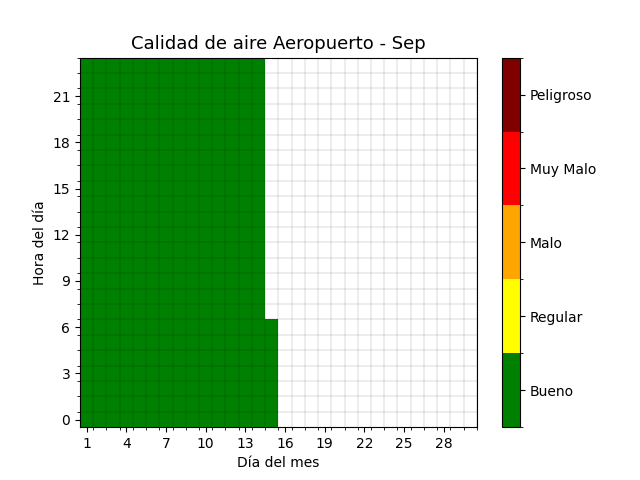 Calidad de aire Aeropuerto - Sep
Hora del día
21
18
15
12
9
6
3
0
1 4 7 10 13 16 19 22 25 28
Día del mes
Peligroso
Muy Malo
Malo
Regular
Bueno